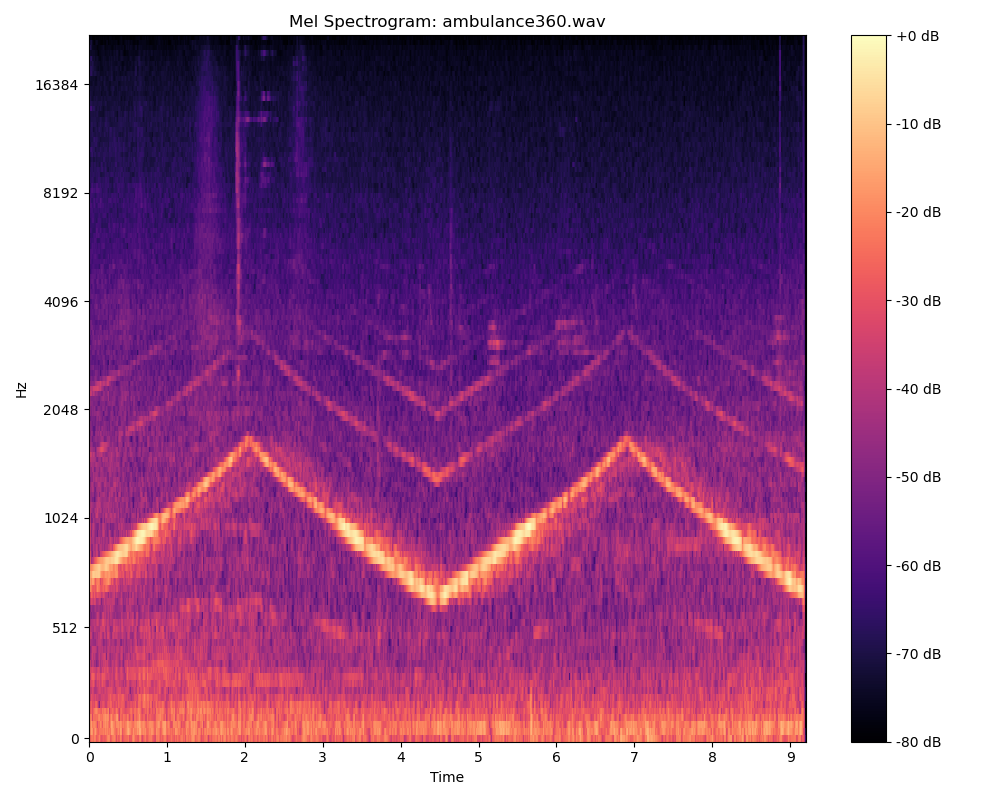 Mel Spectrogram: ambulance360.wav
16384
8192
4096
2048
1024
512
0
Hz
0 1 2 3 4 5 6 7 8 9
Time
+0 dB
-10 dB
-20 dB
-30 dB
-40 dB
-50 dB
-60 dB
-70 dB
-80 dB